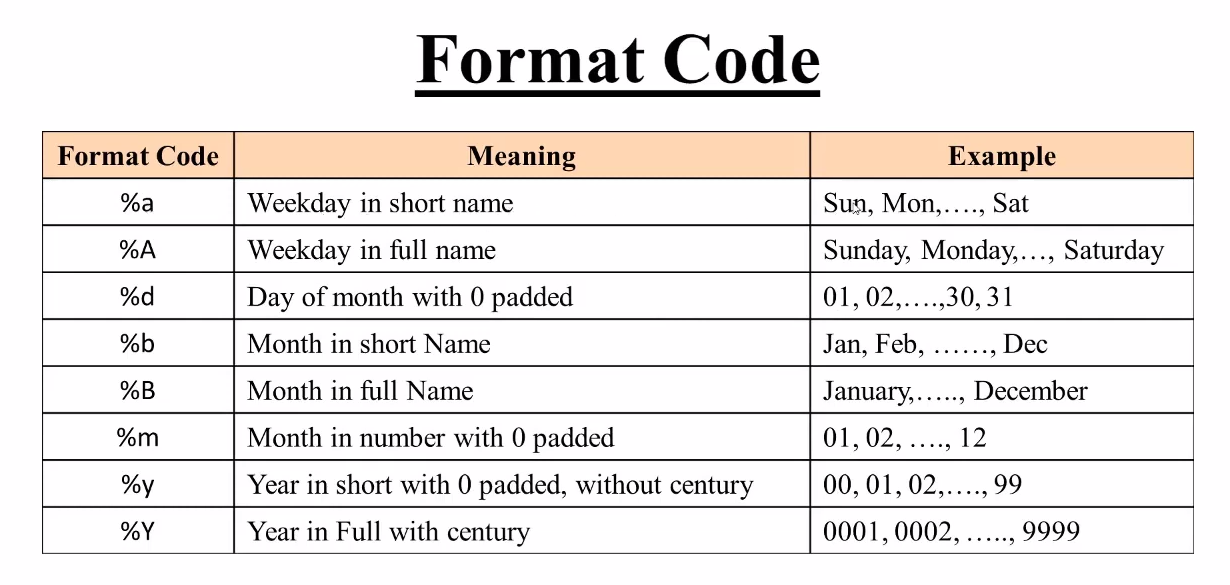 Format Code
Format Code Meaning Example
%a Weekday in short name Sun, Mon,…., Sat
%A Weekday in full name Sunday, Monday,…, Saturday
%d Day of month with 0 padded 01, 02,….,30, 31
%b Month in short Name Jan, Feb, ……, Dec
%B Month in full Name January,….., December
%m Month in number with 0 padded 01, 02, …., 12
%y Year in short with 0 padded, without century 00, 01, 02,…., 99
%Y Year in Full with century 0001, 0002, ….., 9999